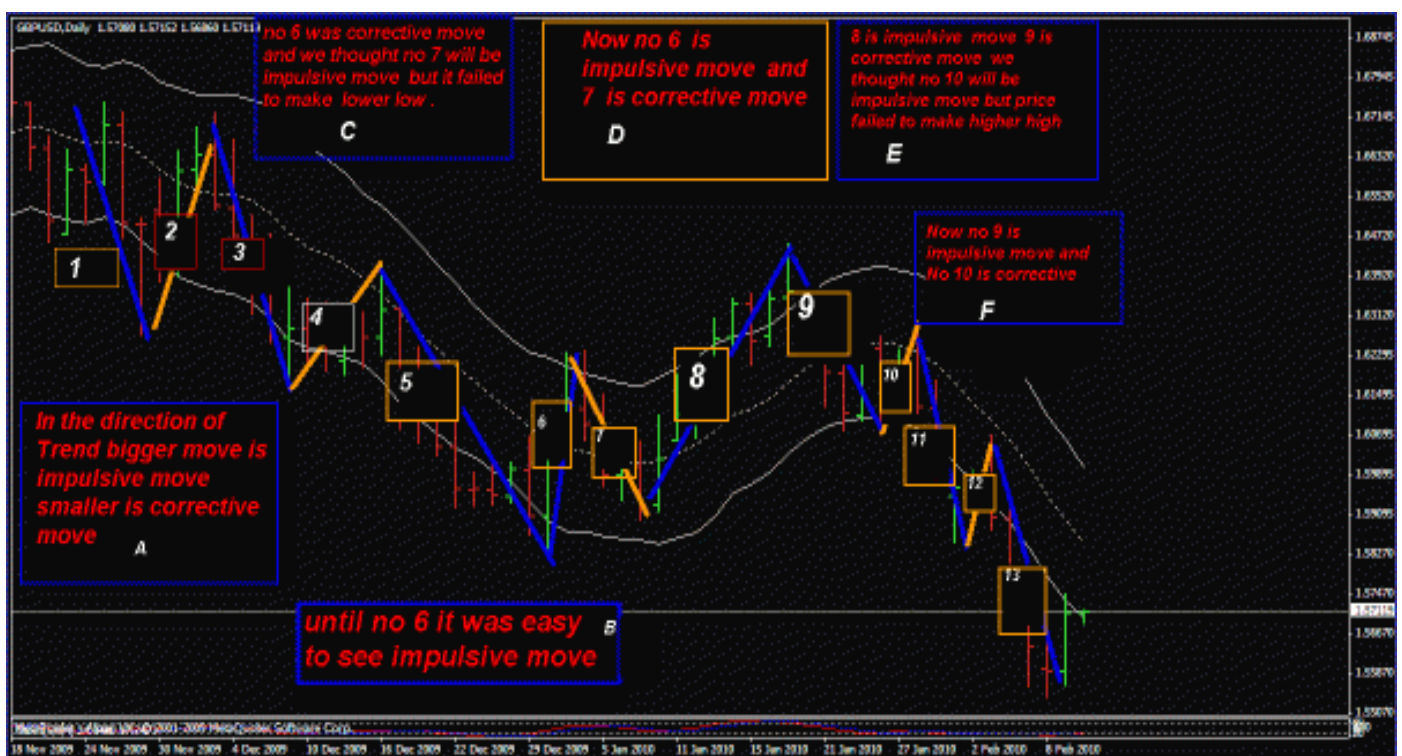 GBPUSD,Daily 1.57080 1.57152 1.56860 1.57119
no 6 was corrective move
and we thought no 7 will be
impulsive move but it failed
to make lower low .
C
Now no 6 is
impulsive move and
7 is corrective move
D
8 is impulsive move 9 is
corrective move we
thought no 10 will be
impulsive move but price
failed to make higher high
E
Now no 9 is
impulsive move and
No 10 is corrective
F
1
2
3
4
5
6
7
8
9
10
11
12
13
In the direction of
Trend bigger move is
impulsive move
smaller is corrective
move
A
until no 6 it was easy
to see impulsive move
B
1.68745
1.67945
1.67145
1.66320
1.65520
1.64720
1.63920
1.63120
1.62295
1.61495
1.60695
1.59895
1.59095
1.58270
1.57470
1.57119
1.56670
1.55870
1.55070
2001-2009 MetaQuotes Software Corp.
18 Nov 2009
24 Nov 2009
30 Nov 2009
4 Dec 2009
10 Dec 2009
16 Dec 2009
22 Dec 2009
29 Dec 2009
5 Jan 2010
11 Jan 2010
15 Jan 2010
21 Jan 2010
27 Jan 2010
2 Feb 2010
8 Feb 2010